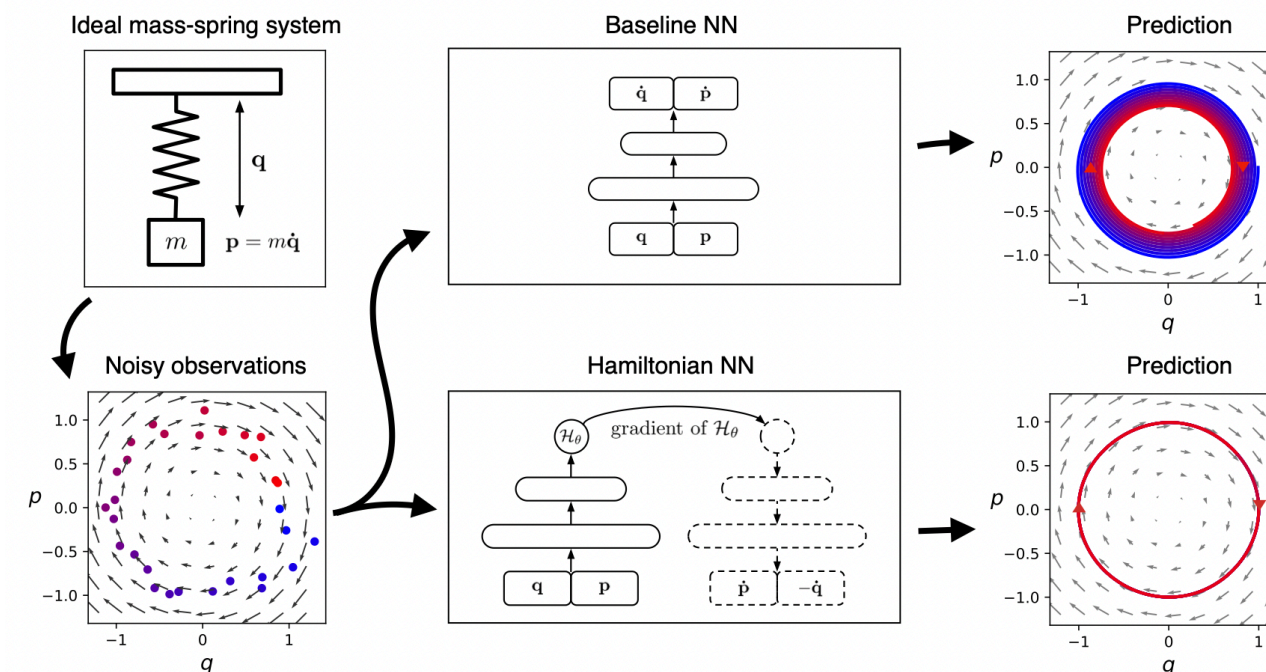 Ideal mass-spring system
q
m
p = mq̇
Baseline NN
q̇ ṗ
q p
Prediction
1.0
0.5
0.0
−0.5
−1.0
p
−1 0 1
q
Noisy observations
1.0
0.5
0.0
−0.5
−1.0
p
−1 0 1
q
Hamiltonian NN
ℋθ
gradient of ℋθ
q p
ṗ −q̇
Prediction
1.0
0.5
0.0
−0.5
−1.0
p
−1 0 1
q